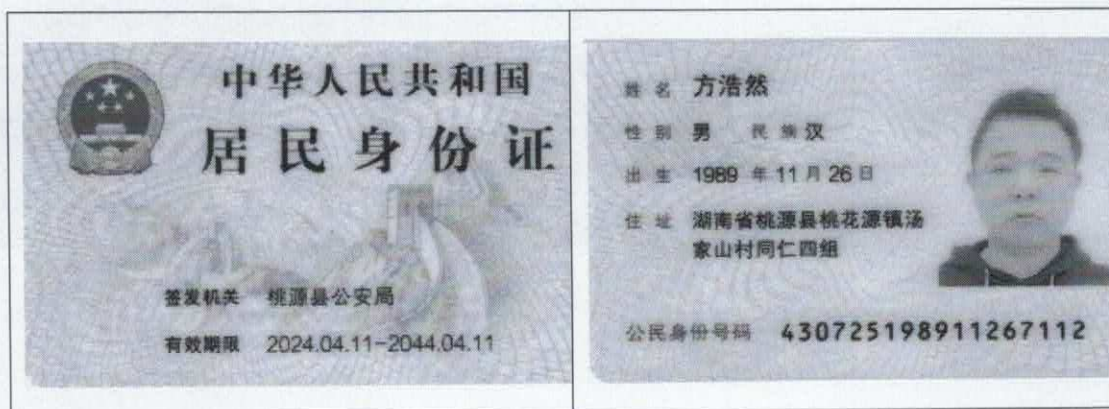 中华人民共和国
居民身份证
签发机关 桃源县公安局
有效期限 2024.04.11-2044.04.11
姓名 方浩然
性别 男 民族 汉
出生 1989 年 11 月 26 日
住址 湖南省桃源县桃花源镇汤
家山村同仁四组
公民身份号码 430725198911267112